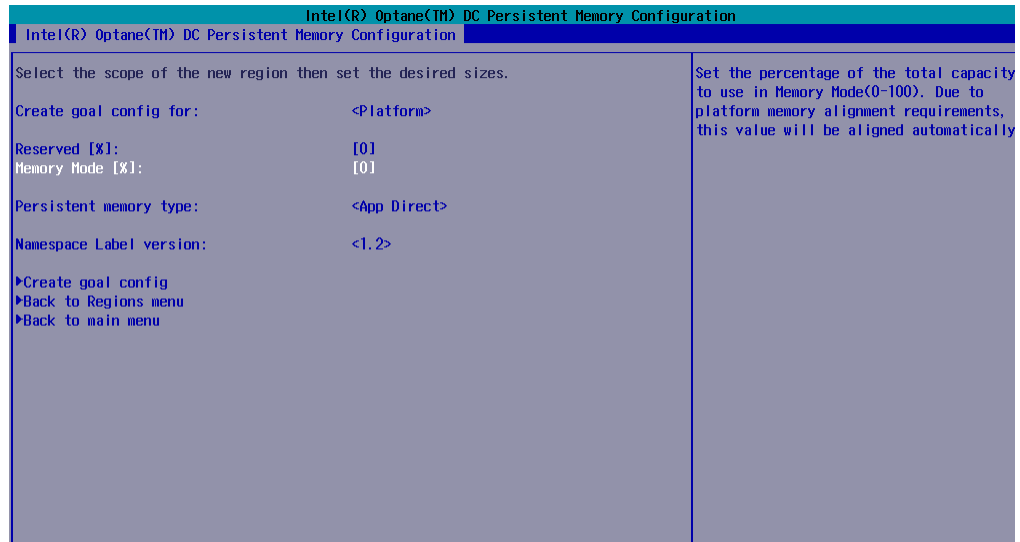 Intel(R) Optane(TM) DC Persistent Memory Configuration
Intel(R) Optane(TM) DC Persistent Memory Configuration
Select the scope of the new region then set the desired sizes.
Create goal config for: <Platform>
Reserved [%]: [0]
Memory Mode [%]: [0]
Persistent memory type: <App Direct>
Namespace Label version: <1.2>
Create goal config
Back to Regions menu
Back to main menu
Set the percentage of the total capacity
to use in Memory Mode(0-100). Due to
platform memory alignment requirements,
this value will be aligned automatically